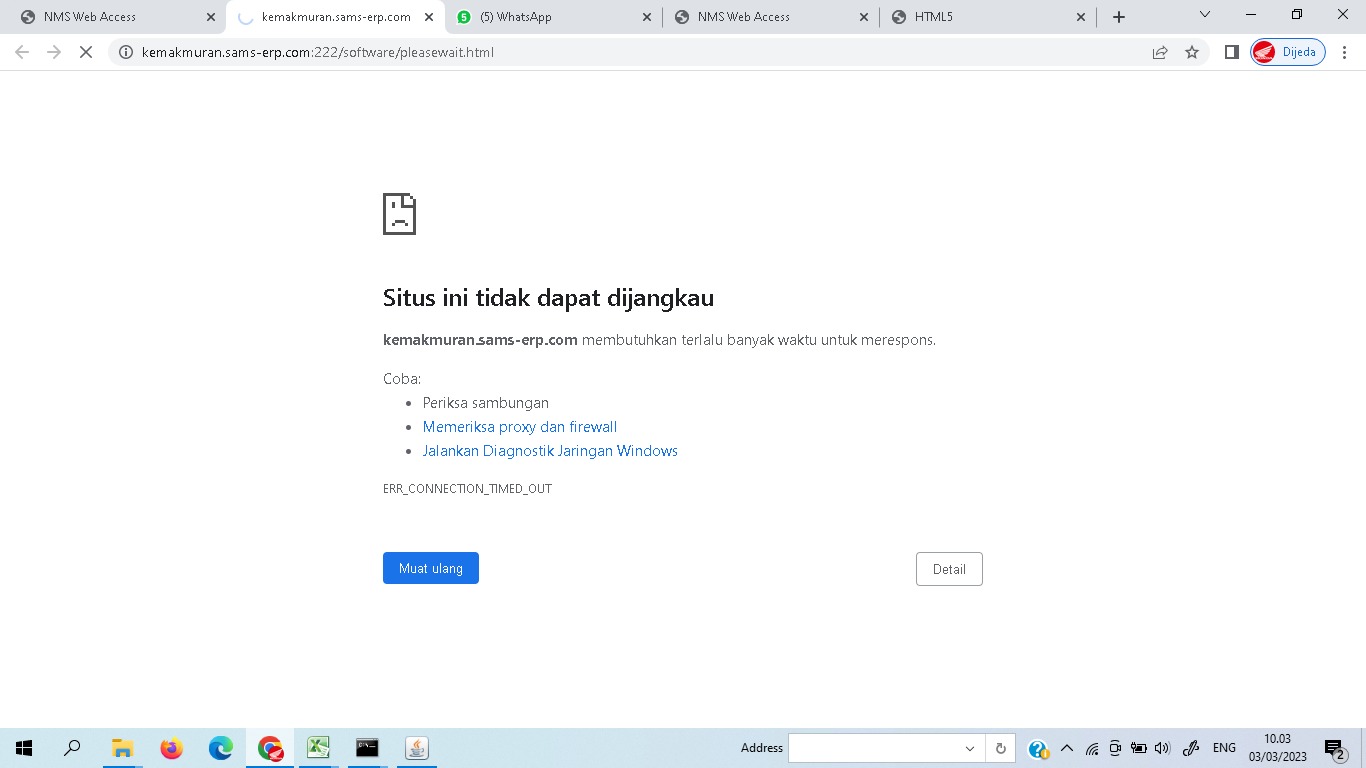 NMS Web Access
kemakmuran.sams-erp.com
5 (5) WhatsApp
NMS Web Access
HTML5
kemakmuran.sams-erp.com:222/software/pleasewait.html
Dijeda
Situs ini tidak dapat dijangkau
kemakmuran.sams-erp.com membutuhkan terlalu banyak waktu untuk merespons.
Coba:
Periksa sambungan
Memeriksa proxy dan firewall
Jalankan Diagnostik Jaringan Windows
ERR_CONNECTION_TIMED_OUT
Muat ulang
Detail
Address
ENG
10.03
03/03/2023
2